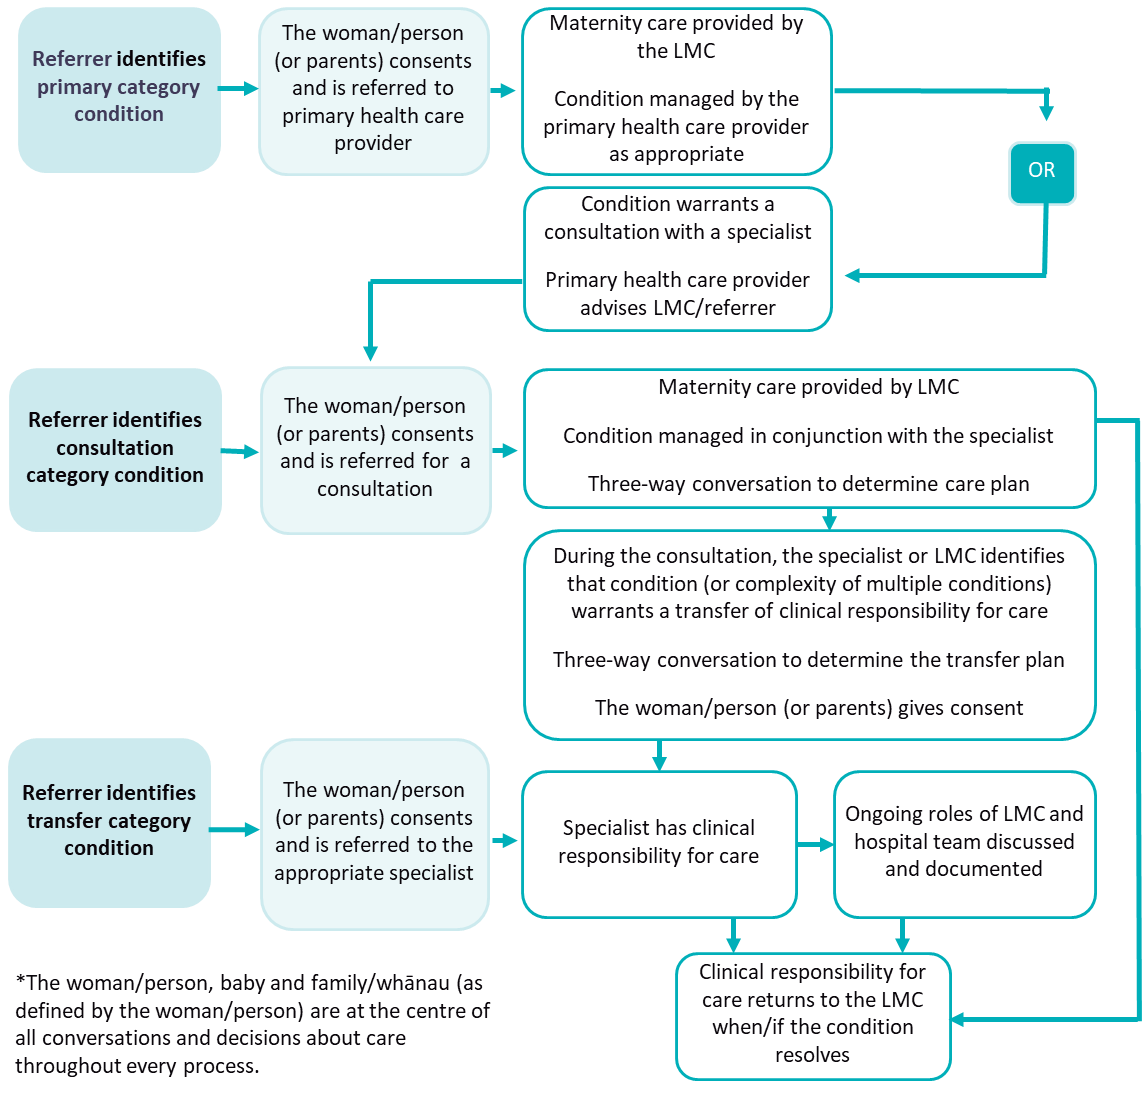 Referrer identifies
primary category
condition
The woman/person
(or parents) consents
and is referred to
primary health care
provider
Maternity care provided by
the LMC
Condition managed by the
primary health care provider
as appropriate
OR
Condition warrants a
consultation with a specialist
Primary health care provider
advises LMC/referrer
Referrer identifies
consultation
category condition
The woman/person
(or parents) consents
and is referred for a
consultation
Maternity care provided by LMC
Condition managed in conjunction with the specialist
Three-way conversation to determine care plan
During the consultation, the specialist or LMC identifies
that condition (or complexity of multiple conditions)
warrants a transfer of clinical responsibility for care
Three-way conversation to determine the transfer plan
The woman/person (or parents) gives consent
Referrer identifies
transfer category
condition
The woman/person
(or parents) consents
and is referred to the
appropriate specialist
Specialist has clinical
responsibility for care
Ongoing roles of LMC and
hospital team discussed
and documented
Clinical responsibility for
care returns to the LMC
when/if the condition
resolves
*The woman/person, baby and family/whānau (as
defined by the woman/person) are at the centre of
all conversations and decisions about care
throughout every process.